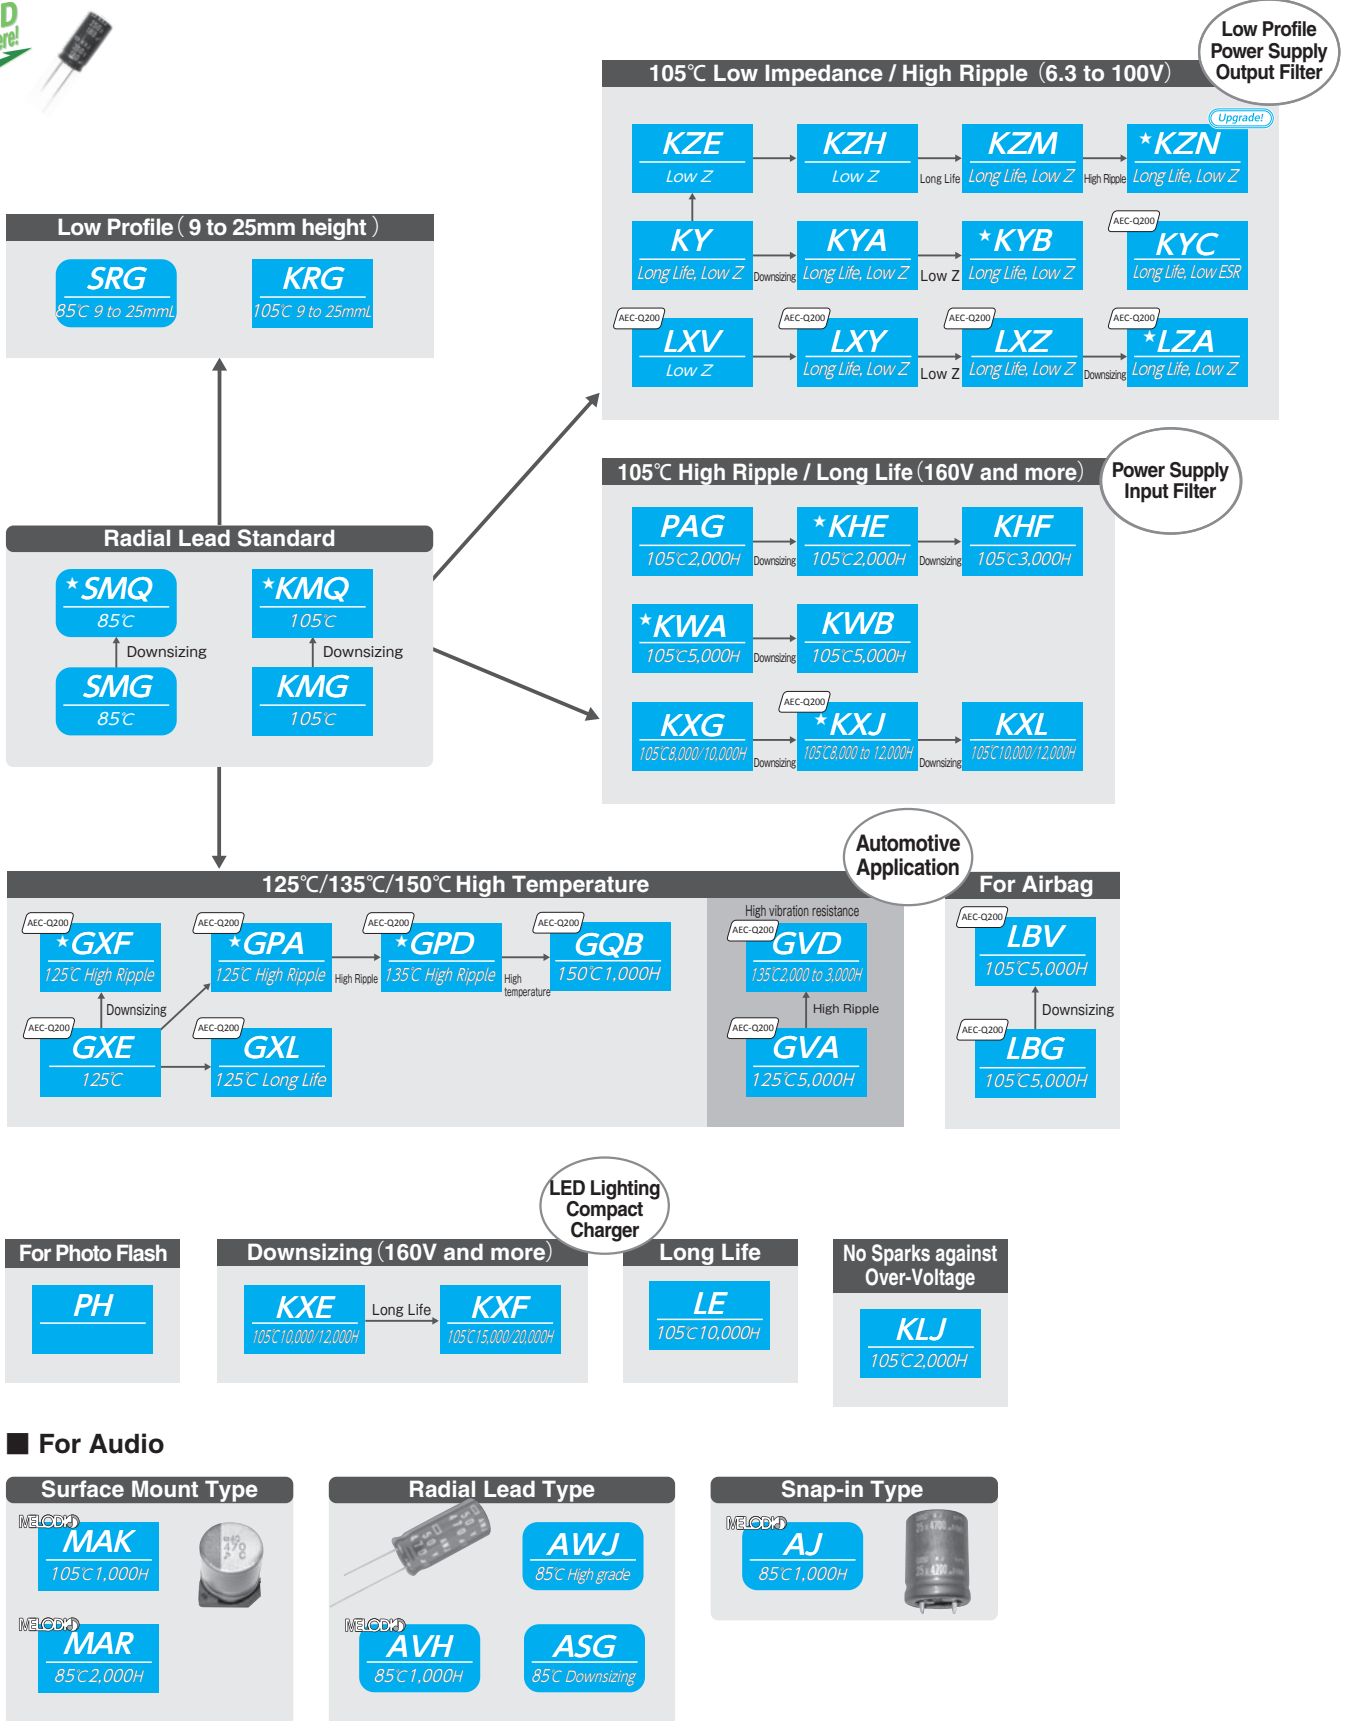 Low Profile
Power Supply
Output Filter
105℃ Low Impedance / High Ripple (6.3 to 100V)
Upgrade!
KZE
Low Z
KZH
Low Z
Long Life
KZM
Long Life, Low Z
High Ripple
★KZN
Long Life, Low Z
KY
Long Life, Low Z
Downsizing
KYA
Long Life, Low Z
Low Z
★KYB
Long Life, Low Z
AEC-Q200
KYC
Long Life, Low ESR
AEC-Q200
LXV
Low Z
AEC-Q200
LXY
Long Life, Low Z
Low Z
AEC-Q200
LXZ
Long Life, Low Z
Downsizing
AEC-Q200
★LZA
Long Life, Low Z
Low Profile (9 to 25mm height)
SRG
85℃ 9 to 25mmL
KRG
105℃ 9 to 25mmL
Power Supply
Input Filter
105℃ High Ripple / Long Life (160V and more)
PAG
105℃2,000H
Downsizing
★KHE
105℃2,000H
Downsizing
KHF
105℃3,000H
★KWA
105℃5,000H
Downsizing
KWB
105℃5,000H
KXG
105℃8,000/10,000H
Downsizing
AEC-Q200
★KXJ
105℃8,000 to 12,000H
Downsizing
KXL
105℃10,000/12,000H
Radial Lead Standard
★SMQ
85℃
Downsizing
SMG
85℃
★KMQ
105℃
Downsizing
KMG
105℃
Automotive
Application
125℃/135℃/150℃ High Temperature
AEC-Q200
★GXF
125℃ High Ripple
AEC-Q200
★GPA
125℃ High Ripple
High Ripple
AEC-Q200
★GPD
135℃ High Ripple
High
temperature
AEC-Q200
GQB
150℃1,000H
Downsizing
AEC-Q200
GXE
125℃
AEC-Q200
GXL
125℃ Long Life
High vibration resistance
AEC-Q200
GVD
135℃2,000 to 3,000H
High Ripple
AEC-Q200
GVA
125℃5,000H
For Airbag
AEC-Q200
LBV
105℃5,000H
Downsizing
AEC-Q200
LBG
105℃5,000H
LED Lighting
Compact
Charger
For Photo Flash
PH
Downsizing (160V and more)
KXE
105℃10,000/12,000H
Long Life
KXF
105℃15,000/20,000H
Long Life
LE
105℃10,000H
No Sparks against
Over-Voltage
KLJ
105℃2,000H
■ For Audio
Surface Mount Type
MELODIO
MAK
105℃1,000H
MELODIO
MAR
85℃2,000H
Radial Lead Type
AWJ
85℃ High grade
MELODIO
AVH
85℃1,000H
ASG
85℃ Downsizing
Snap-in Type
MELODIO
AJ
85℃1,000H